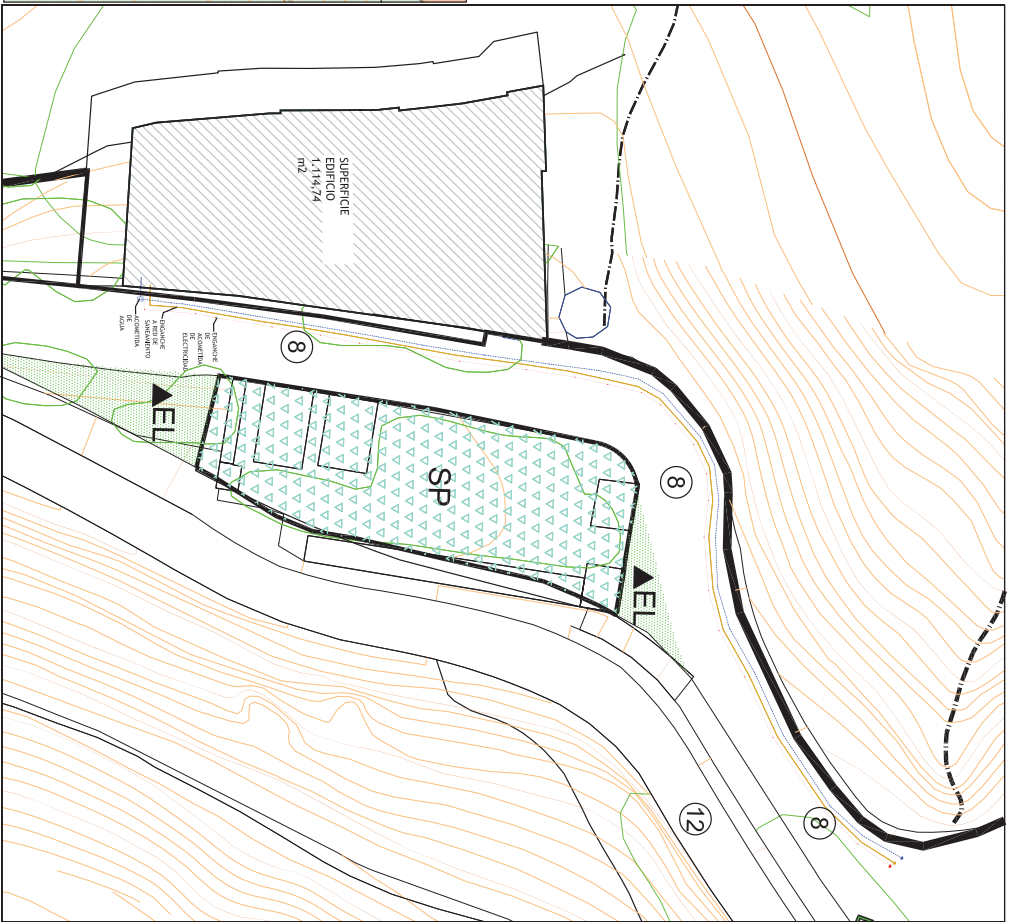 SUPERFICIE
EDIFICIO
1.114,74
m2
ENGANCHE
DE
ACOMETIDA
DE
ELECTRICIDAD
ENGANCHE
A RED DE
SANEAMIENTO
ACOMETIDA
DE
AGUA
8
8
EL
SP
EL
12
8